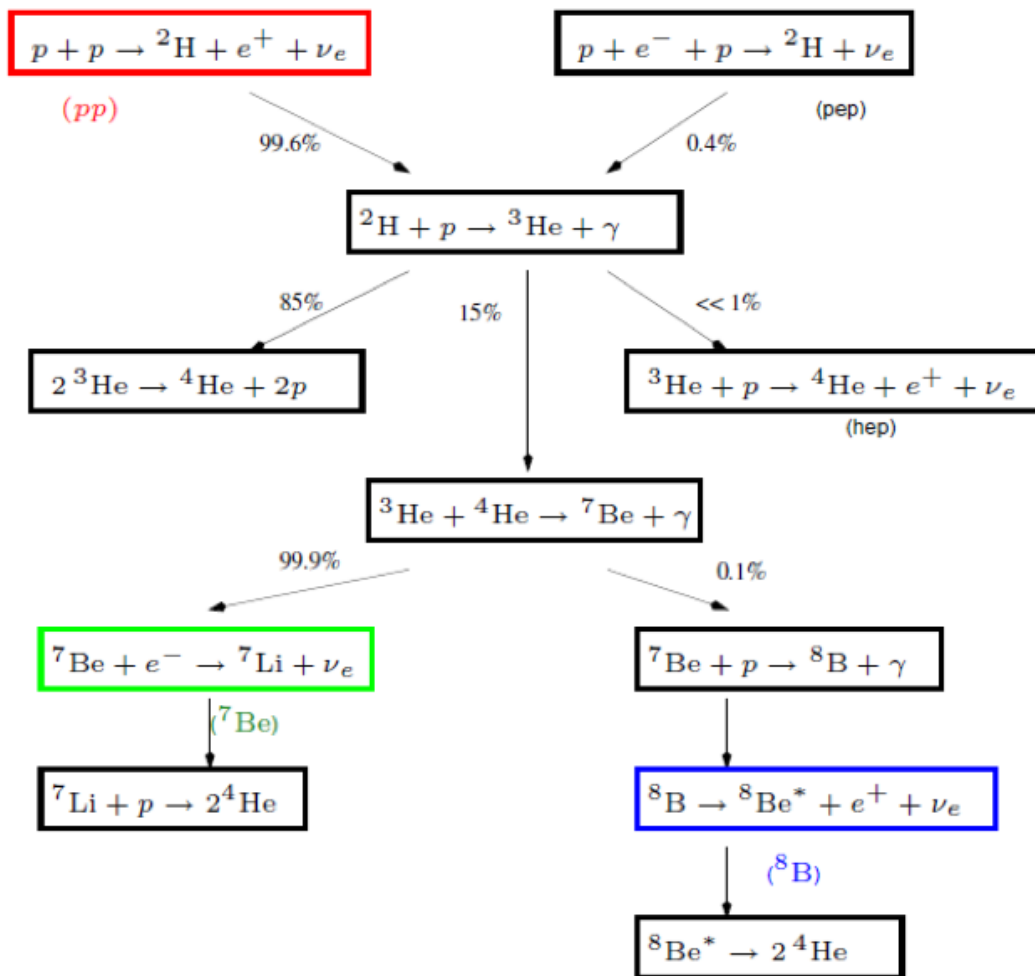 p + p → ²H + e⁺ + νₑ
p + e⁻ + p → ²H + νₑ
(pp)
(pep)
99.6%
0.4%
²H + p → ³He + γ
85%
15%
<< 1%
2 ³He → ⁴He + 2p
³He + p → ⁴He + e⁺ + νₑ
(hep)
³He + ⁴He → ⁷Be + γ
99.9%
0.1%
⁷Be + e⁻ → ⁷Li + νₑ
⁷Be + p → ⁸B + γ
(⁷Be)
⁷Li + p → 2⁴He
⁸B → ⁸Be* + e⁺ + νₑ
(⁸B)
⁸Be* → 2 ⁴He